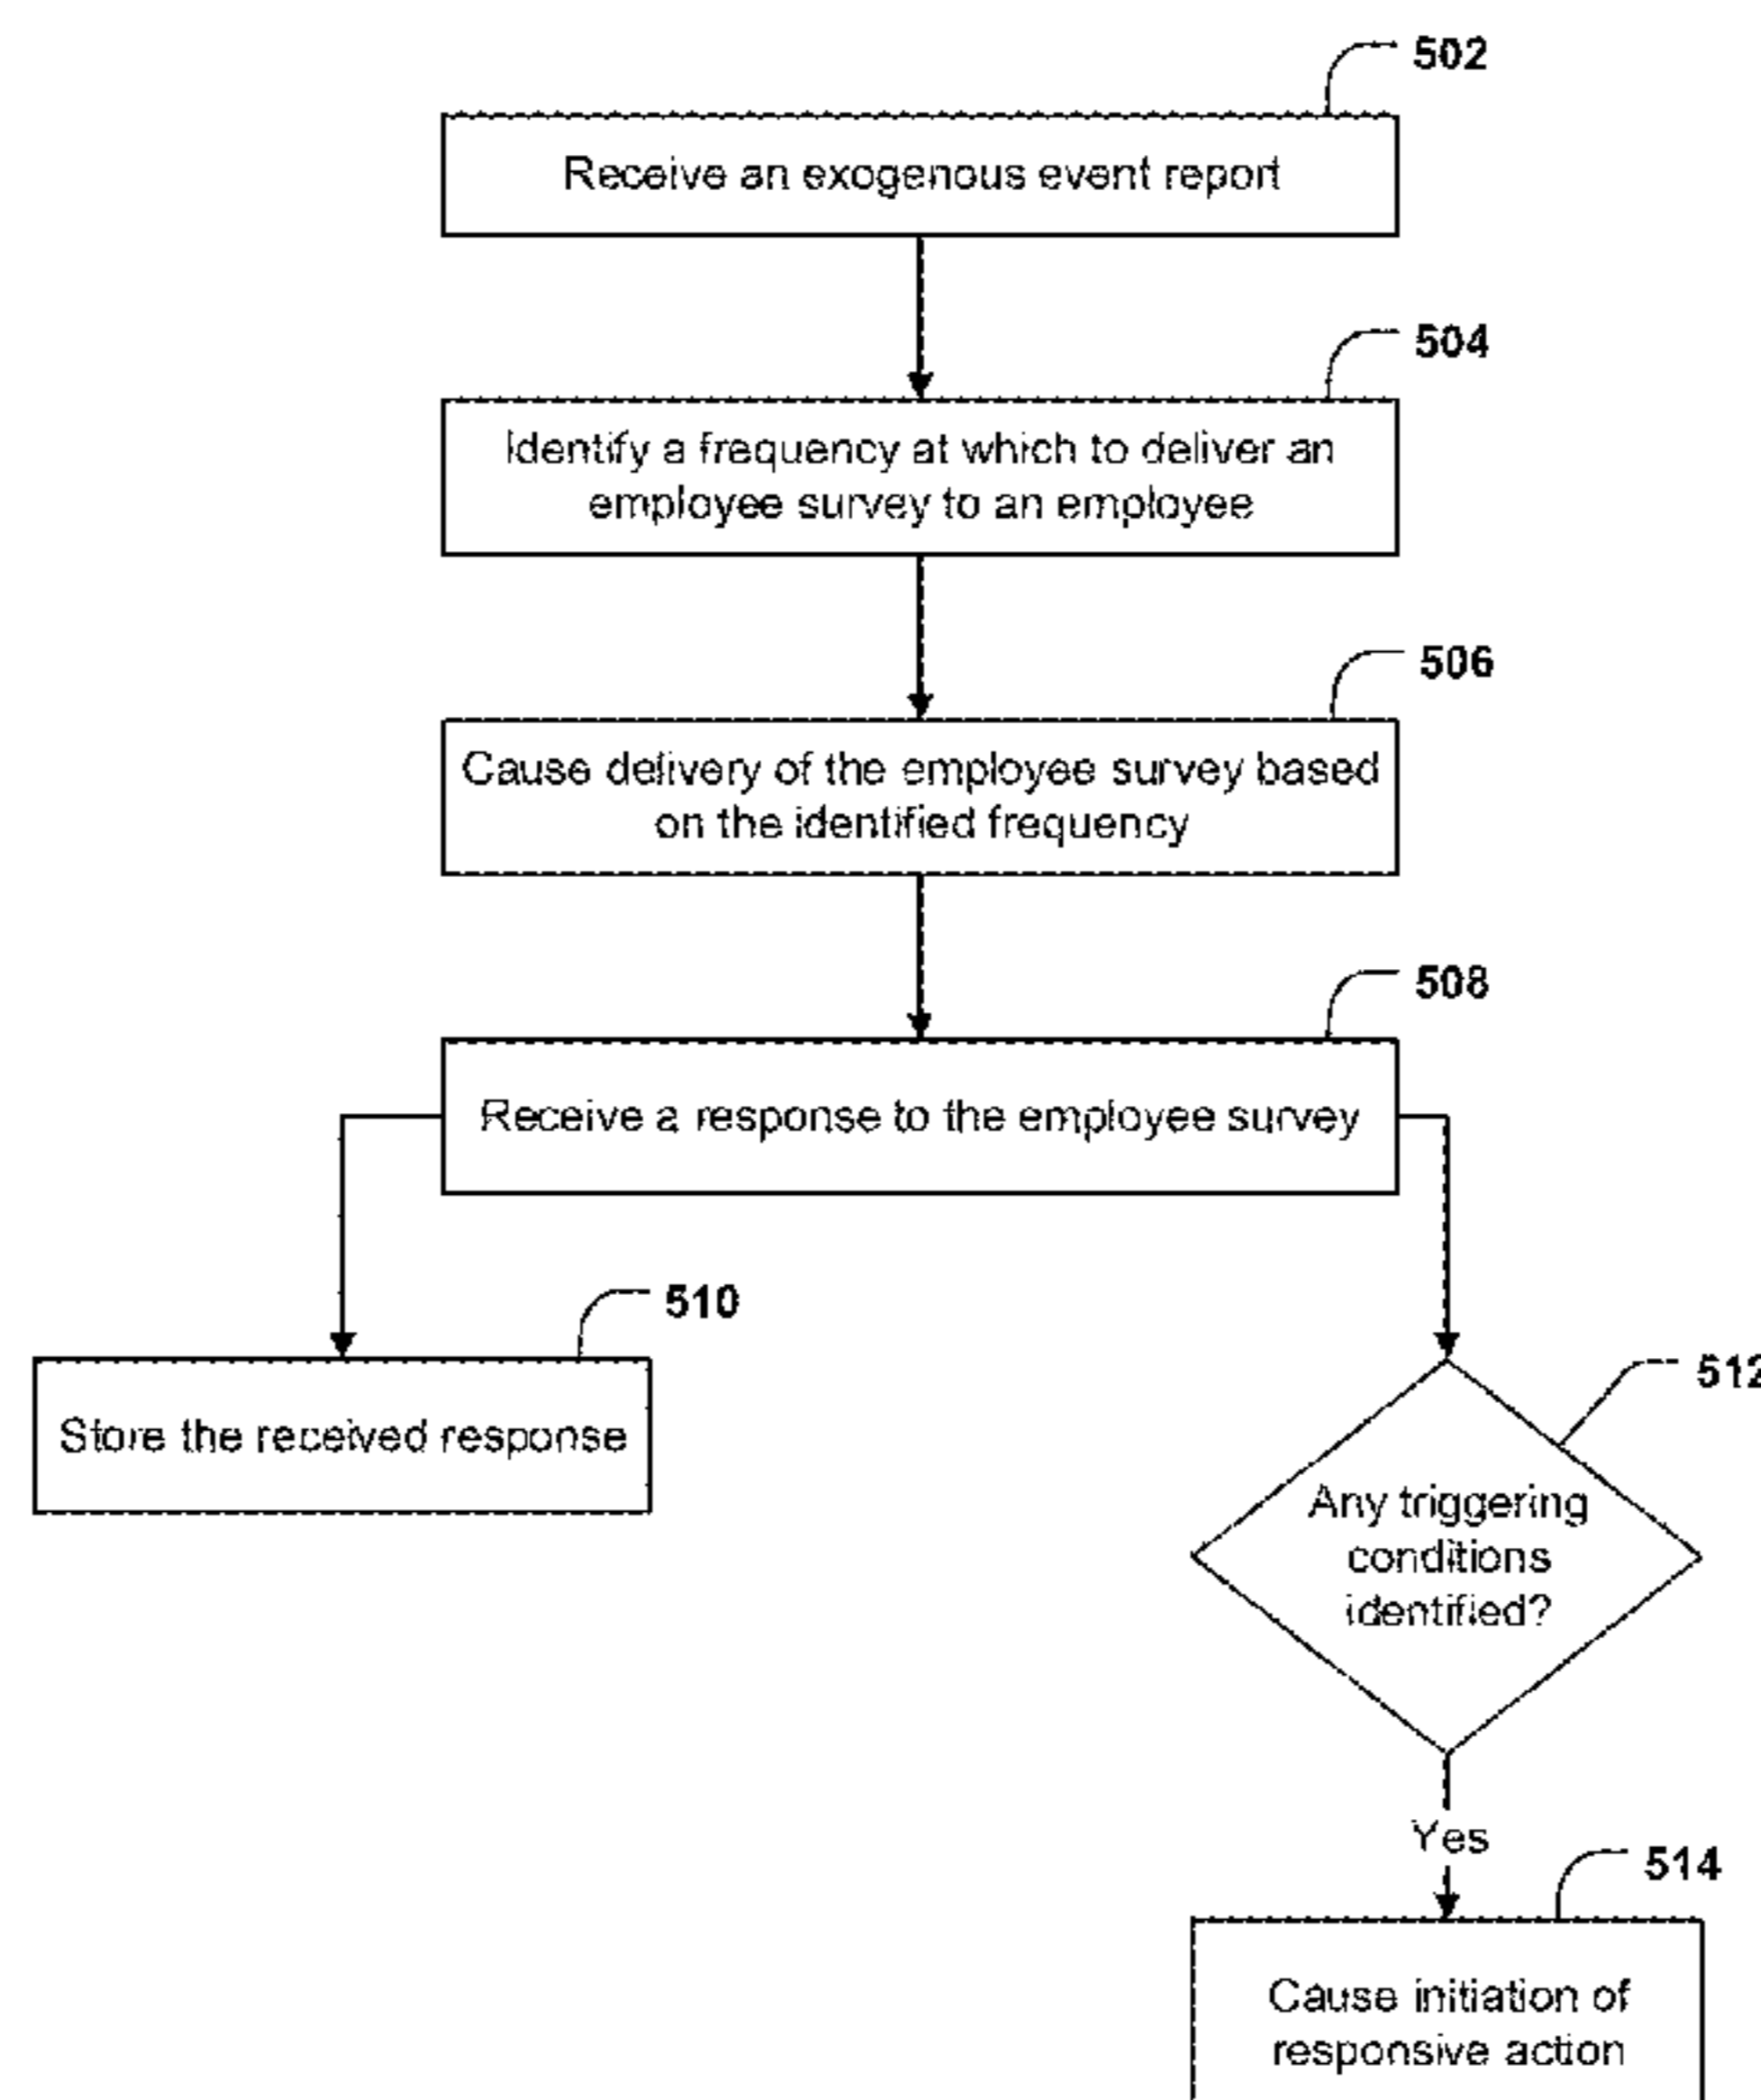 502
Receive an exogenous event report
504
Identify a frequency at which to deliver an
employee survey to an employee
506
Cause delivery of the employee survey based
on the identified frequency
508
Receive a response to the employee survey
510
Store the received response
512
Any triggering
conditions
identified?
Yes
514
Cause initiation of
responsive action